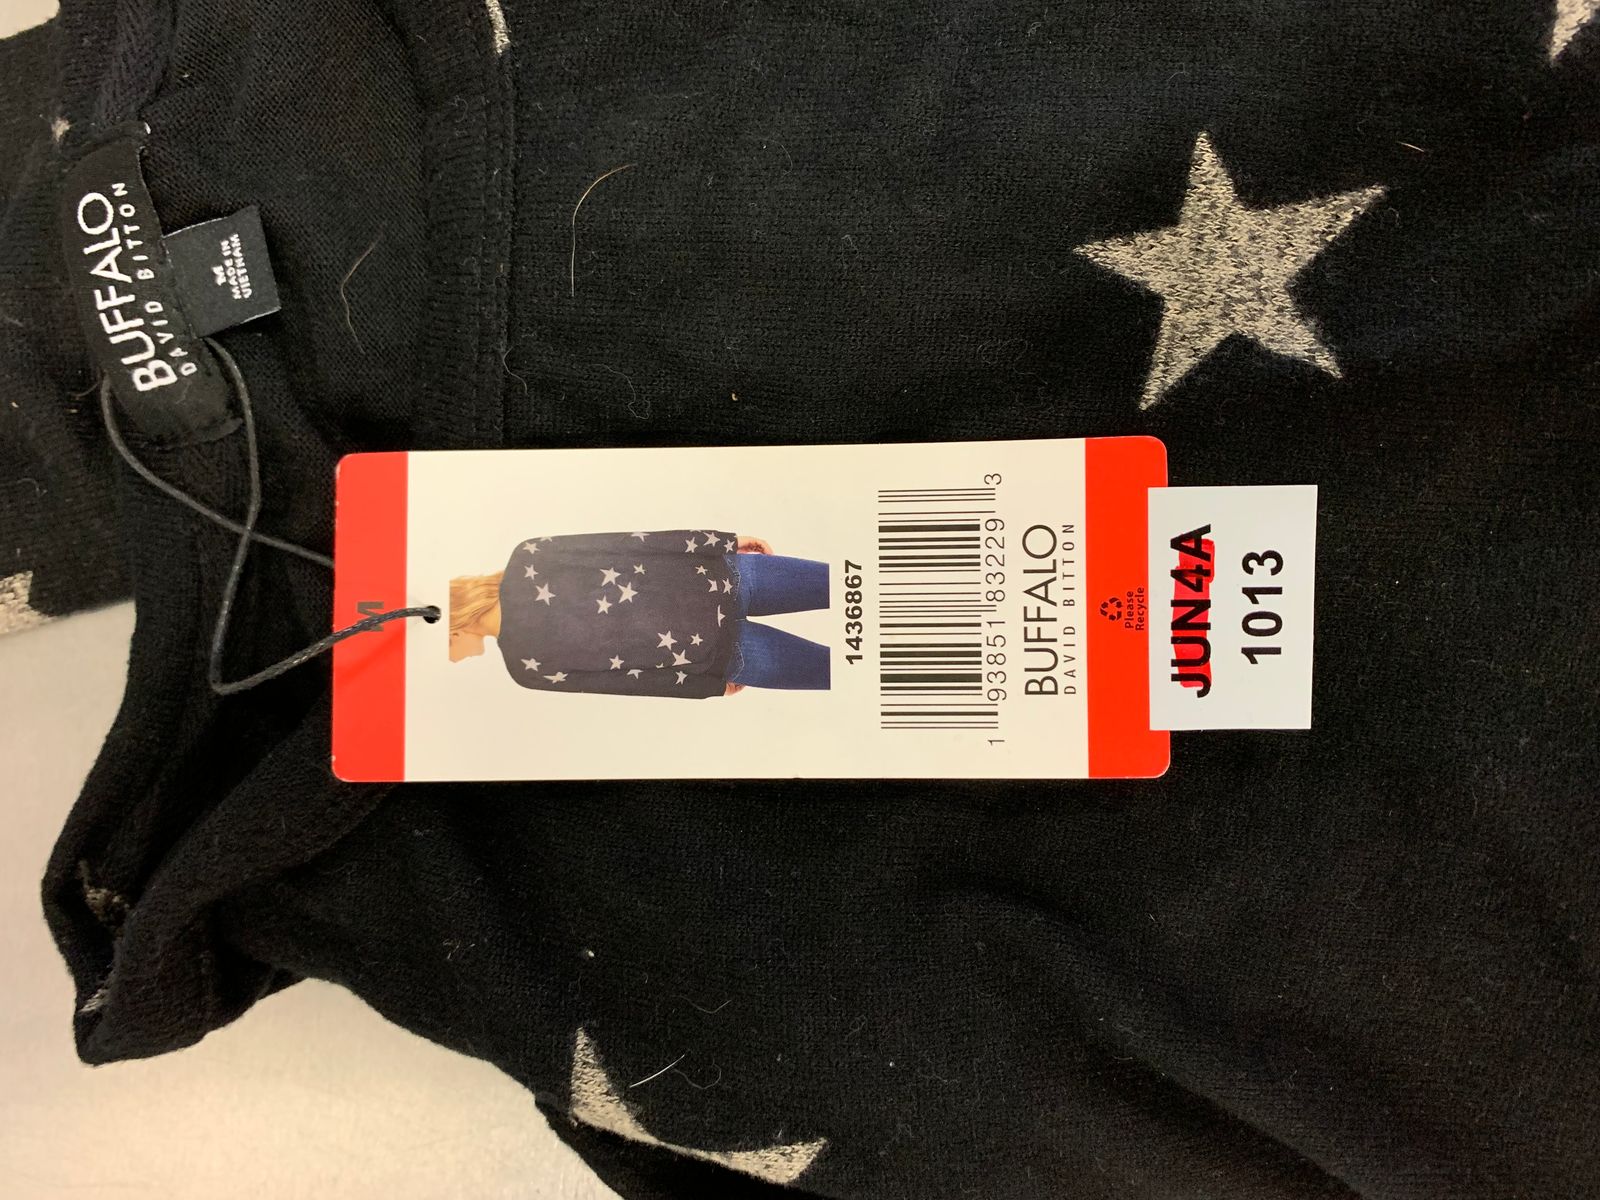 BUFFALO
DAVID BITTON
M
MADE IN
VIETNAM
M
1436867
1 93851 83229 3
BUFFALO
DAVID BITTON
Please
Recycle
JUN4A
1013